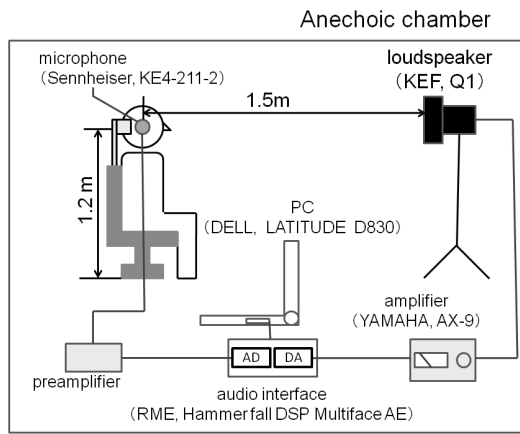 Anechoic chamber
microphone
(Sennheiser, KE4-211-2)
loudspeaker
(KEF, Q1)
1.5m
1.2 m
PC
(DELL, LATITUDE D830)
amplifier
(YAMAHA, AX-9)
AD
DA
preamplifier
audio interface
(RME, Hammerfall DSP Multiface AE)